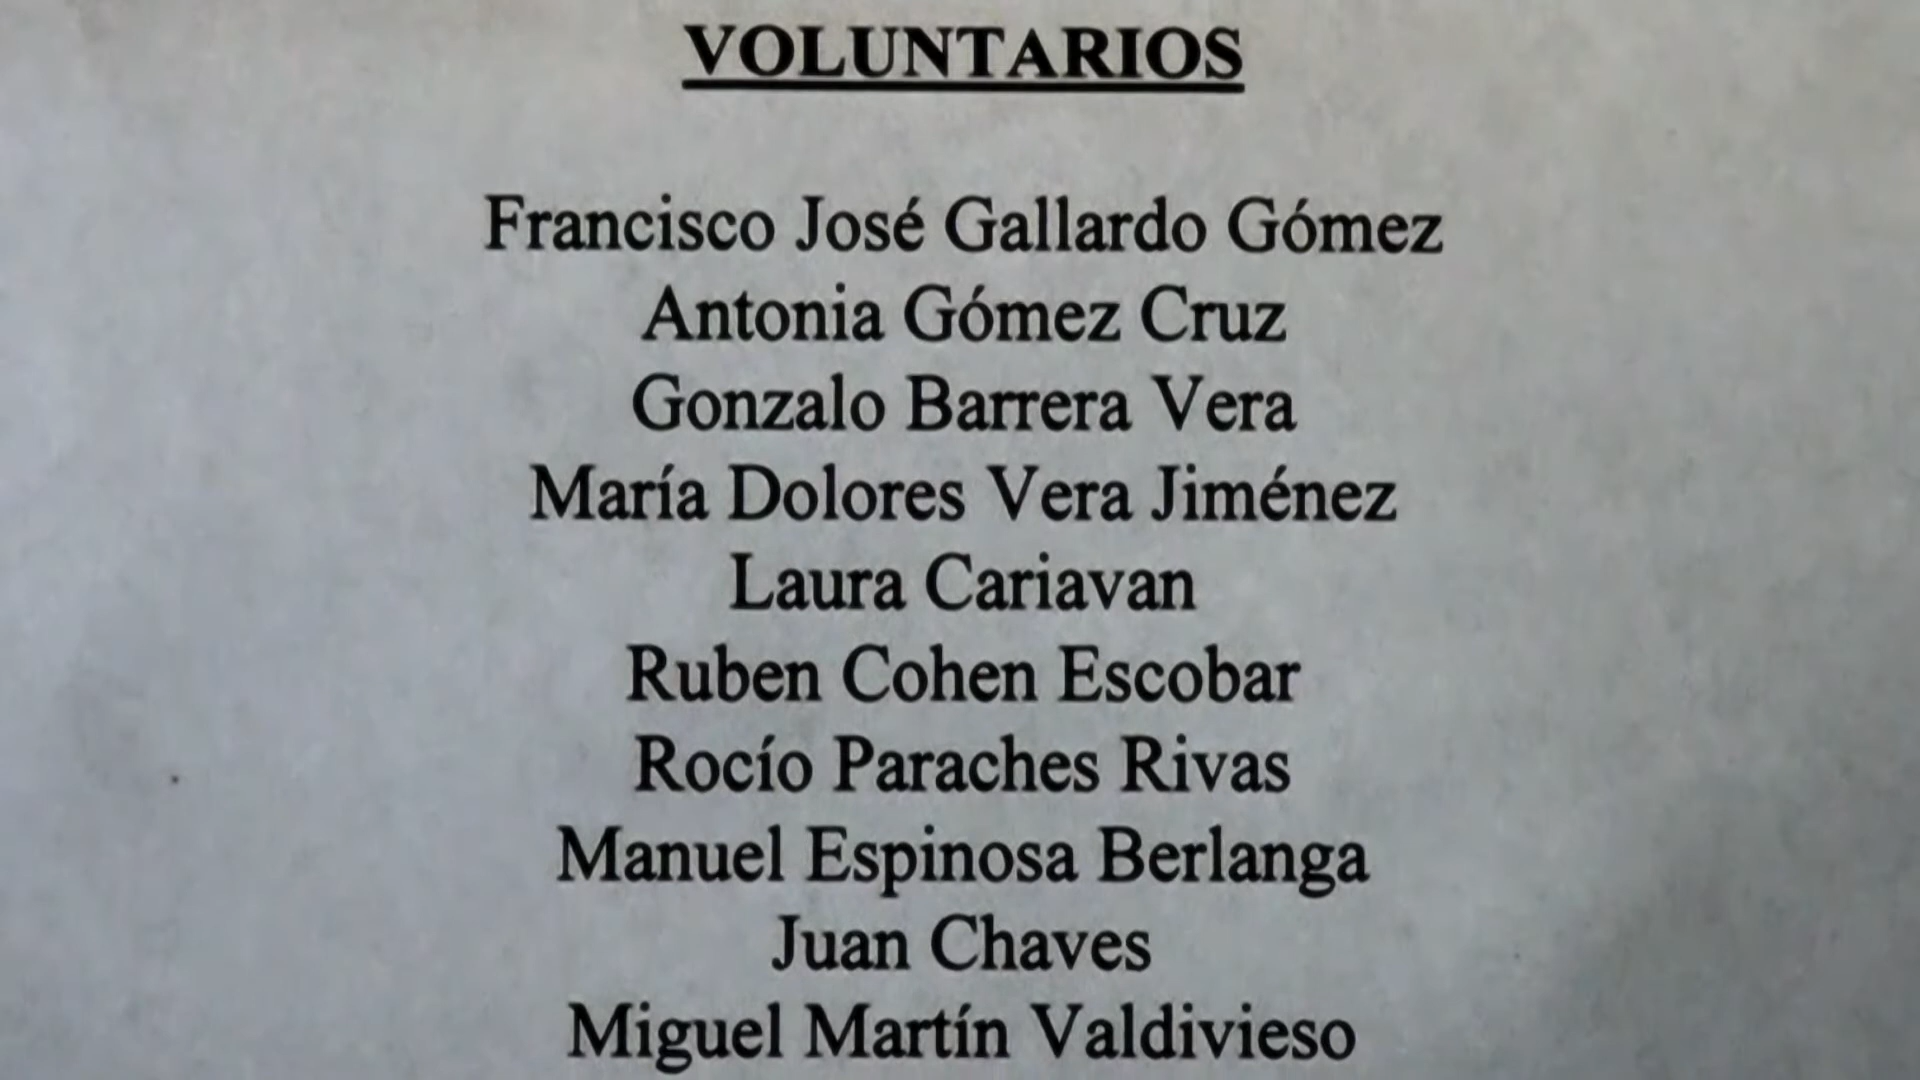 VOLUNTARIOS
Francisco José Gallardo Gómez
Antonia Gómez Cruz
Gonzalo Barrera Vera
María Dolores Vera Jiménez
Laura Cariavan
Ruben Cohen Escobar
Rocío Paraches Rivas
Manuel Espinosa Berlanga
Juan Chaves
Miguel Martín Valdivieso